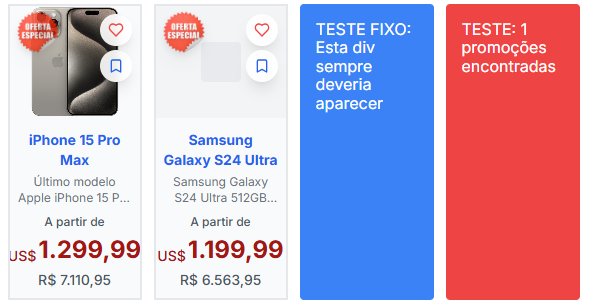 OFERTA
ESPECIAL
iPhone 15 Pro
Max
Último modelo
Apple iPhone 15 P...
A partir de
US$ 1.299,99
R$ 7.110,95
OFERTA
ESPECIAL
Samsung
Galaxy S24 Ultra
Samsung Galaxy
S24 Ultra 512GB...
A partir de
US$ 1.199,99
R$ 6.563,95
TESTE FIXO:
Esta div
sempre
deveria
aparecer
TESTE: 1
promoções
encontradas